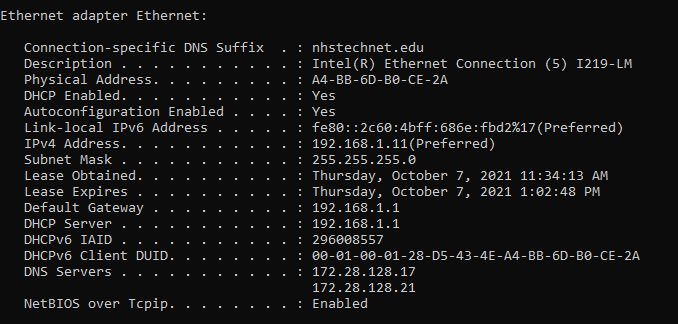 Ethernet adapter Ethernet:
Connection-specific DNS Suffix  . : nhstechnet.edu
Description . . . . . . . . . . . : Intel(R) Ethernet Connection (5) I219-LM
Physical Address. . . . . . . . . : A4-BB-6D-B0-CE-2A
DHCP Enabled. . . . . . . . . . . : Yes
Autoconfiguration Enabled . . . . : Yes
Link-local IPv6 Address . . . . . : fe80::2c60:4bff:686e:fbd2%17(Preferred)
IPv4 Address. . . . . . . . . . . : 192.168.1.11(Preferred)
Subnet Mask . . . . . . . . . . . : 255.255.255.0
Lease Obtained. . . . . . . . . . : Thursday, October 7, 2021 11:34:13 AM
Lease Expires . . . . . . . . . . : Thursday, October 7, 2021 1:02:48 PM
Default Gateway . . . . . . . . . : 192.168.1.1
DHCP Server . . . . . . . . . . . : 192.168.1.1
DHCPv6 IAID . . . . . . . . . . . : 296008557
DHCPv6 Client DUID. . . . . . . . : 00-01-00-01-28-D5-43-4E-A4-BB-6D-B0-CE-2A
DNS Servers . . . . . . . . . . . : 172.28.128.17
172.28.128.21
NetBIOS over Tcpip. . . . . . . . : Enabled